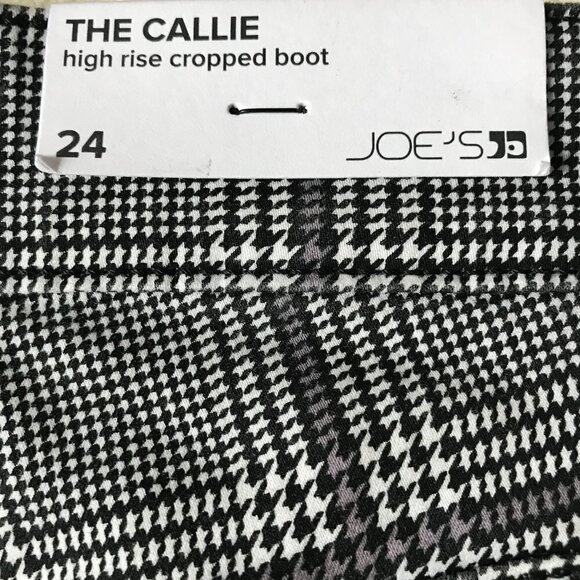 THE CALLIE
high rise cropped boot
24
JOE'S